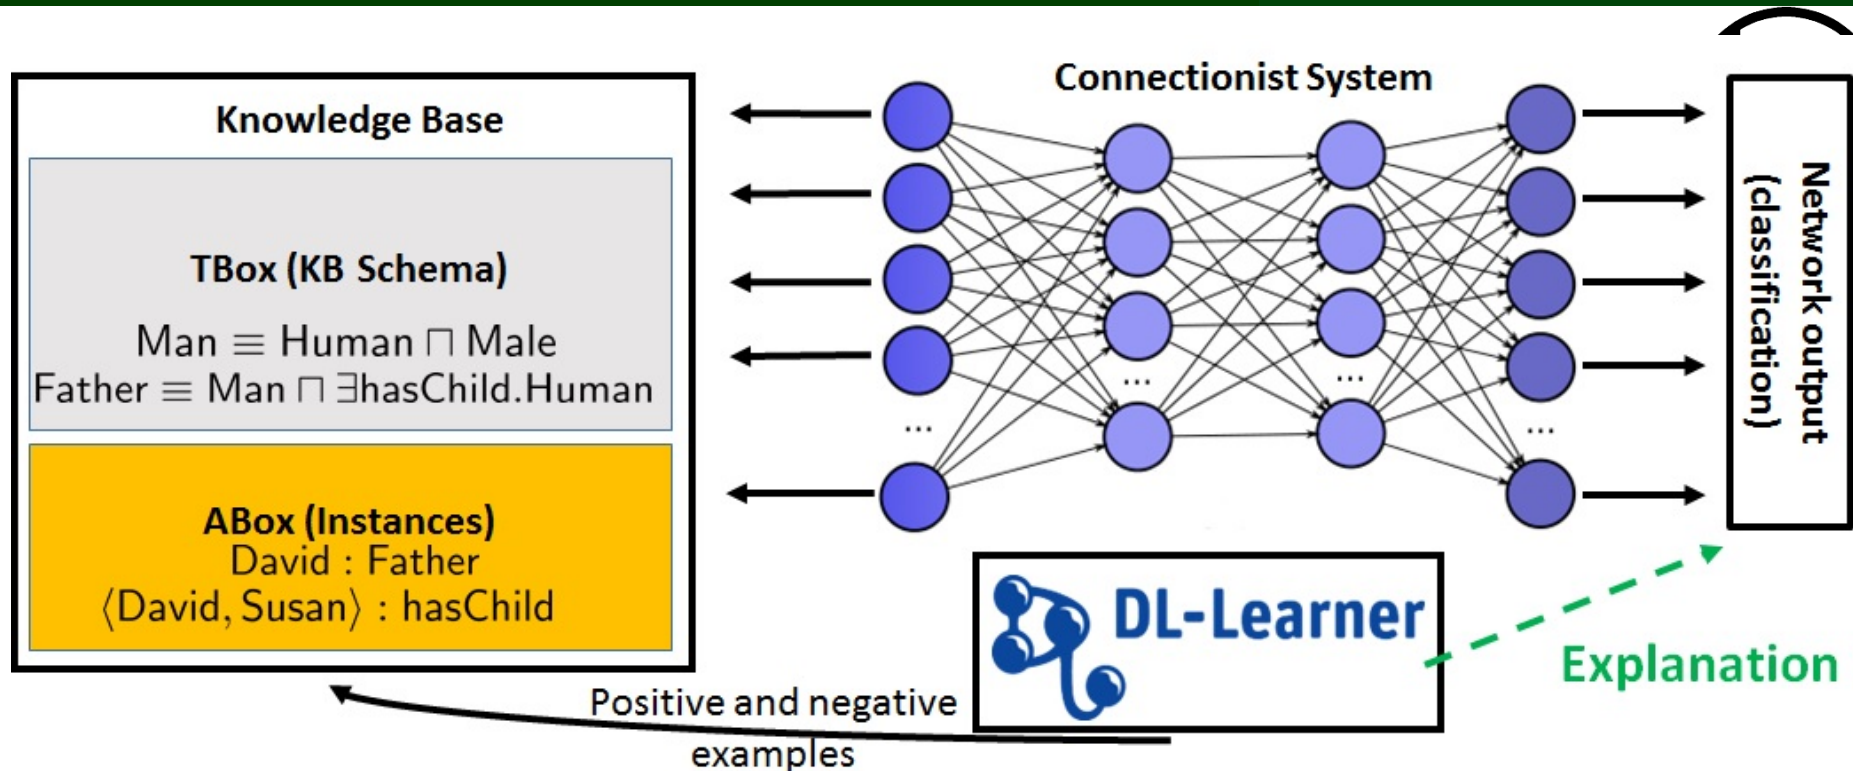 Knowledge Base
TBox (KB Schema)
Man ≡ Human ⊓ Male
Father ≡ Man ⊓ ∃hasChild.Human
ABox (Instances)
David : Father
⟨David, Susan⟩ : hasChild
Connectionist System
...
...
...
...
Network output
(classification)
DL-Learner
Explanation
Positive and negative
examples